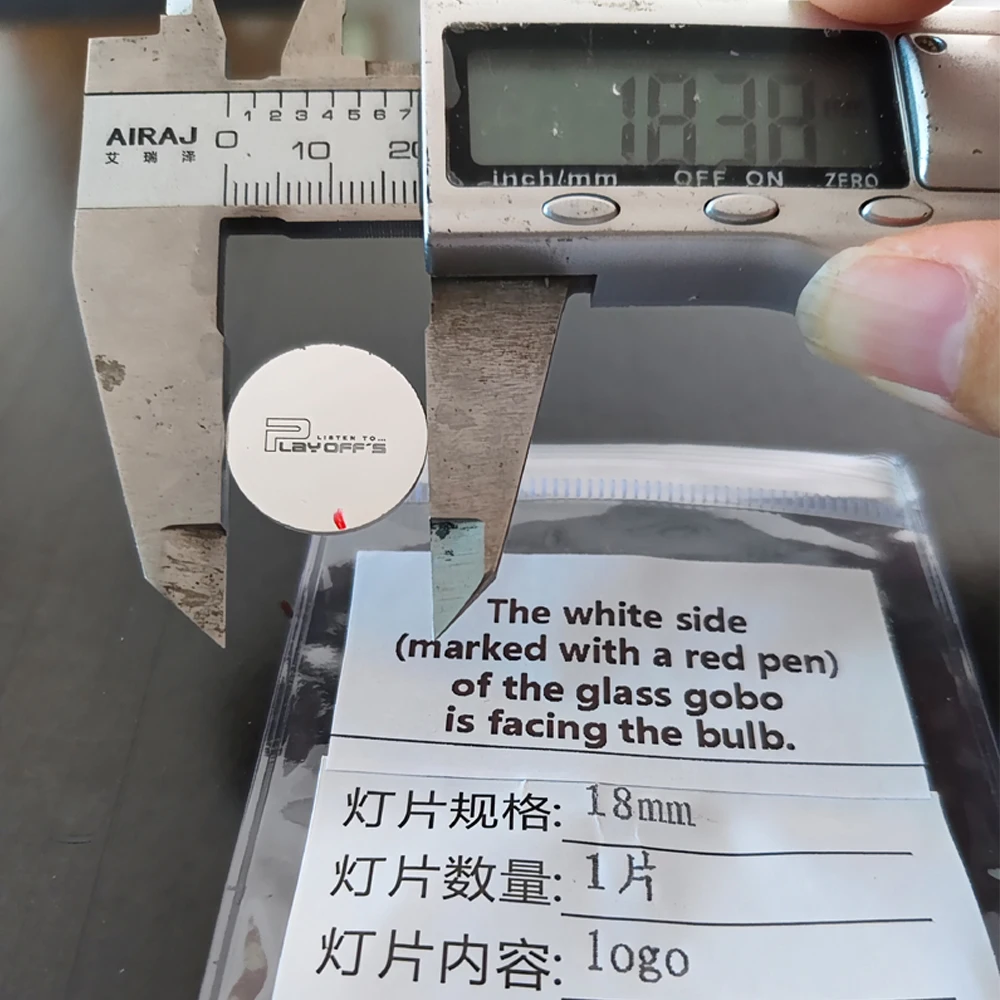 1 2 3 4 5 6 7
AIRAJ 0 10 20
艾瑞泽
18.38 mm
inch/mm OFF ON ZERO
LISTEN TO...
PLAYOFF'S
The white side
(marked with a red pen)
of the glass gobo
is facing the bulb.
灯片规格: 18mm
灯片数量: 1片
灯片内容: logo